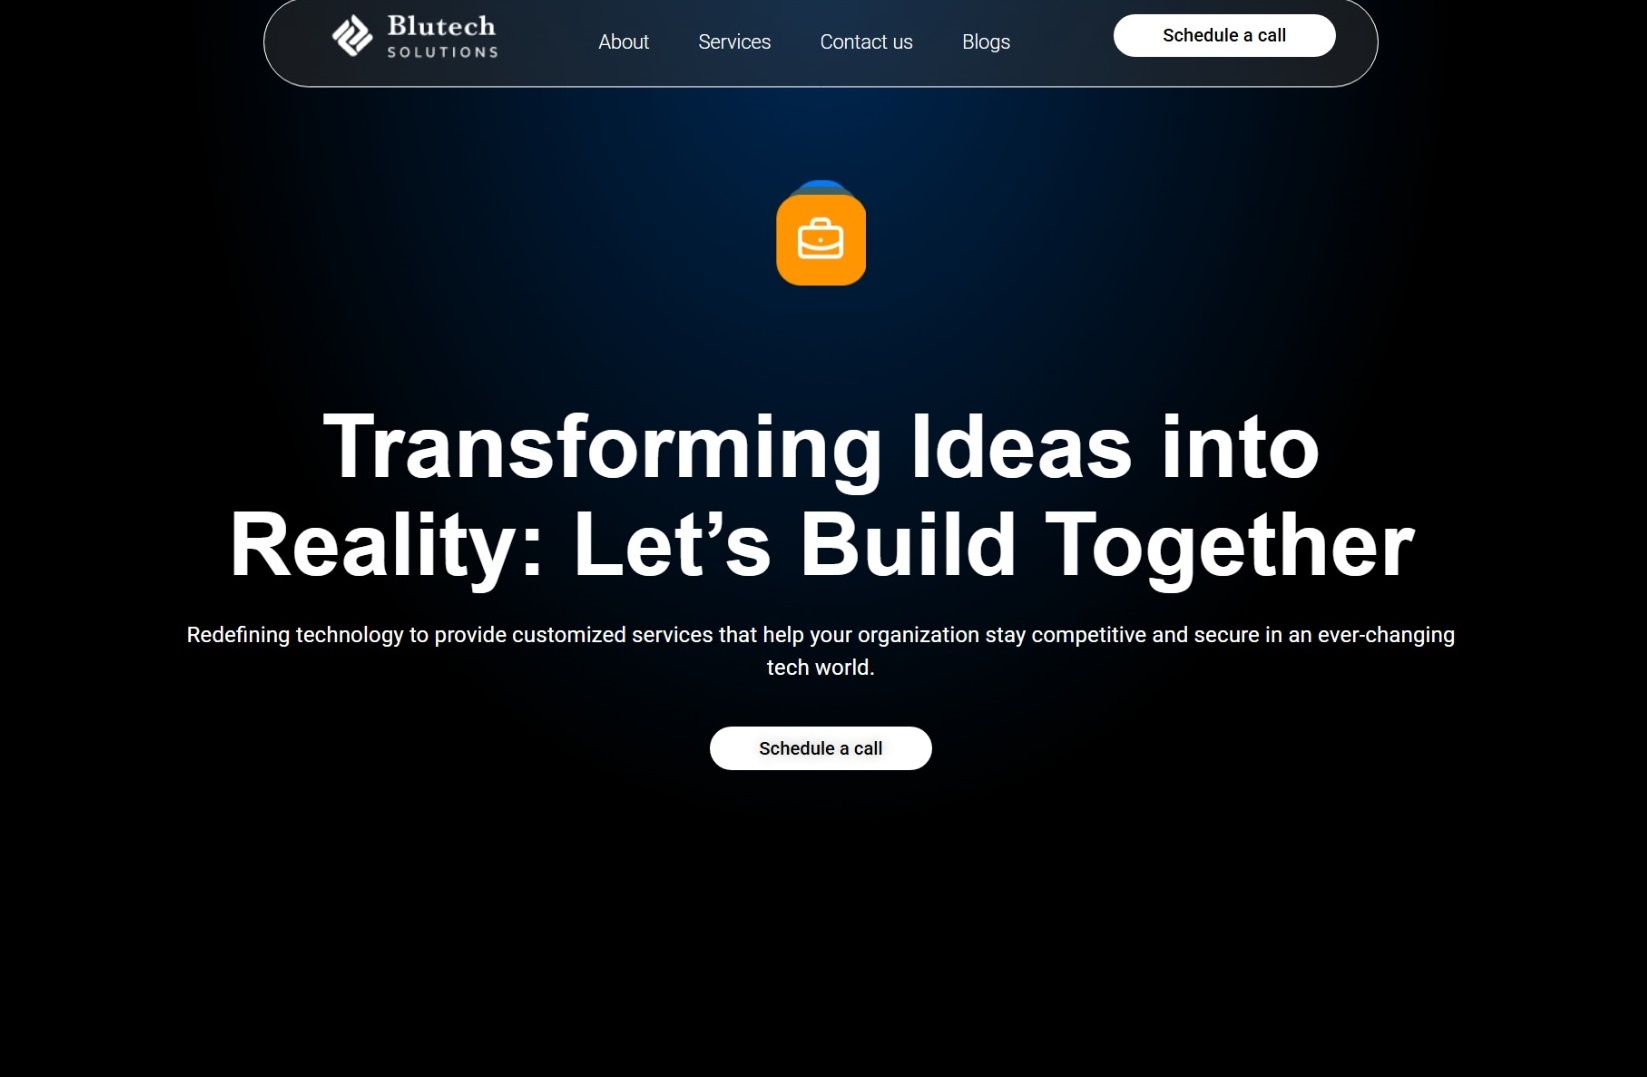 Blutech
SOLUTIONS
About
Services
Contact us
Blogs
Schedule a call
Transforming Ideas into
Reality: Let’s Build Together
Redefining technology to provide customized services that help your organization stay competitive and secure in an ever-changing
tech world.
Schedule a call